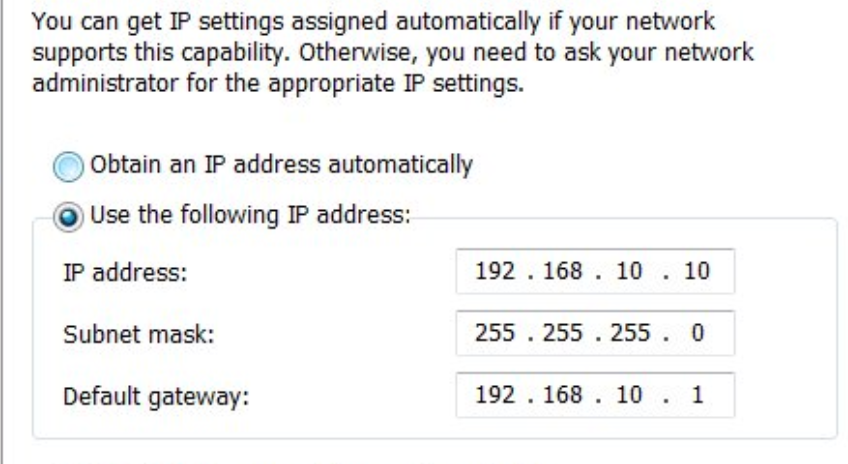 You can get IP settings assigned automatically if your network
supports this capability. Otherwise, you need to ask your network
administrator for the appropriate IP settings.
Obtain an IP address automatically
Use the following IP address:
IP address: 192 . 168 . 10 . 10
Subnet mask: 255 . 255 . 255 . 0
Default gateway: 192 . 168 . 10 . 1